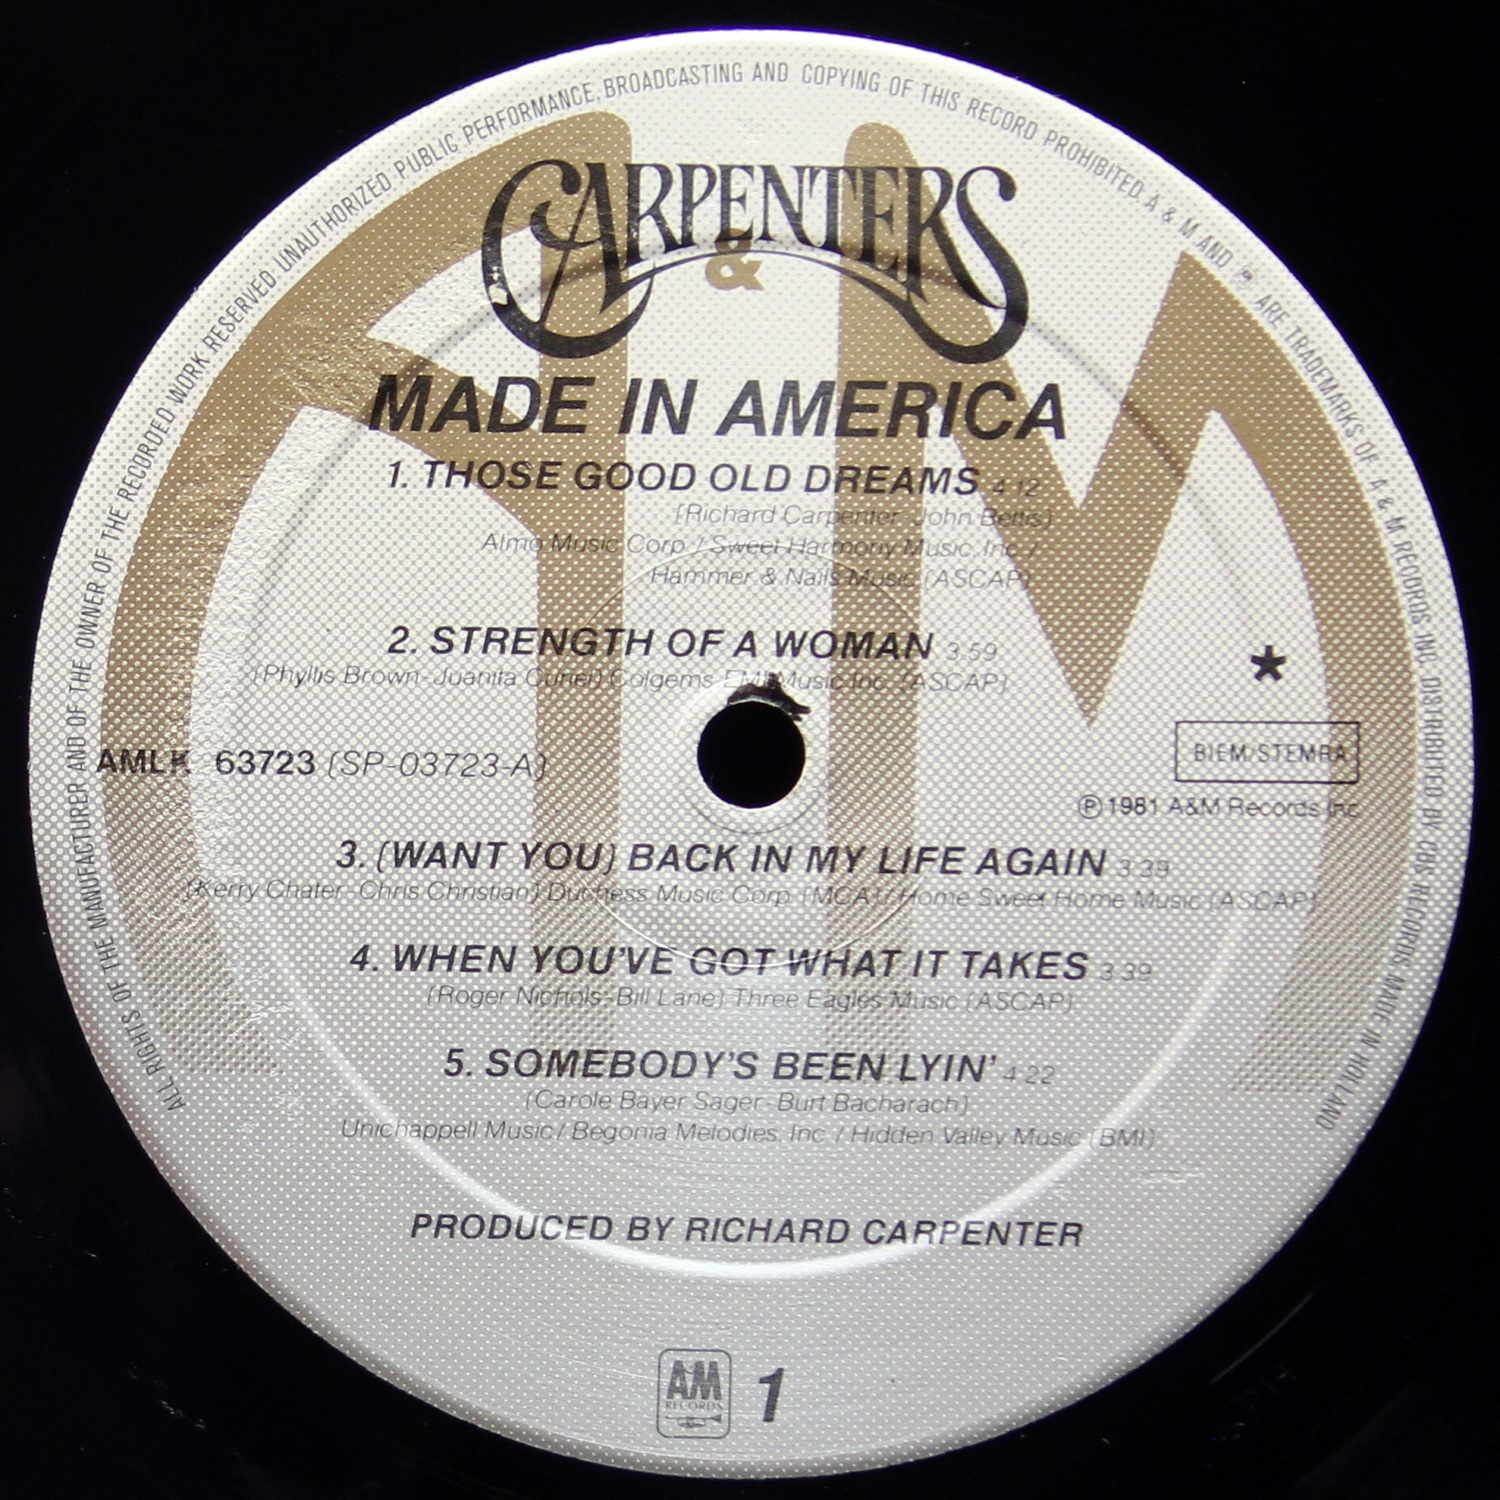 ALL RIGHTS OF THE MANUFACTURER AND OF THE OWNER OF THE RECORDED WORK RESERVED UNAUTHORIZED PUBLIC PERFORMANCE, BROADCASTING AND COPYING OF THIS RECORD PROHIBITED. A & M AND ARE TRADEMARKS OF A & M RECORDS INC. DISTRIBUTED BY CBS RECORDS MADE IN HOLLAND
CARPENTERS
&
MADE IN AMERICA
1. THOSE GOOD OLD DREAMS 4 12
(Richard Carpenter-John Bettis)
Almo Music Corp / Sweet Harmony Music, Inc /
Hammer & Nails Music (ASCAP)
2. STRENGTH OF A WOMAN 3 59
(Phyllis Brown-Juanita Curiel) Colgems EMI Music Inc. (ASCAP)
*
AMLK 63723 (SP-03723-A)
BIEM/STEMRA
℗ 1981 A&M Records Inc
3. (WANT YOU) BACK IN MY LIFE AGAIN 3 39
(Kerry Chater-Chris Christian) Duchess Music Corp (MCA) / Home Sweet Home Music (ASCAP)
4. WHEN YOU'VE GOT WHAT IT TAKES 3 39
(Roger Nichols-Bill Lane) Three Eagles Music (ASCAP)
5. SOMEBODY'S BEEN LYIN' 4 22
(Carole Bayer Sager-Burt Bacharach)
Unichappell Music / Begonia Melodies, Inc / Hidden Valley Music (BMI)
PRODUCED BY RICHARD CARPENTER
AM
RECORDS
1